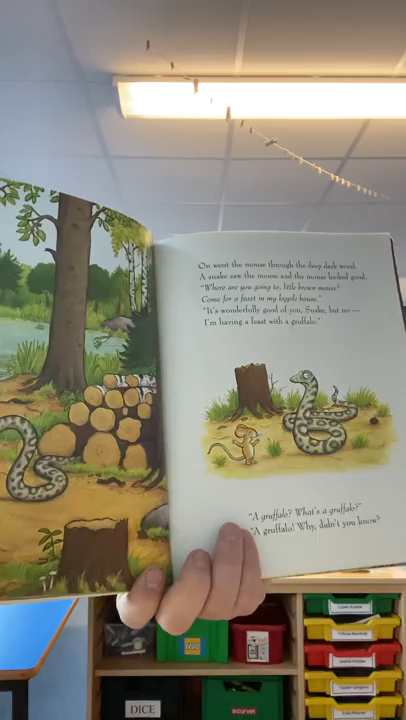 On went the mouse through the deep dark wood,
A snake saw the mouse and the mouse looked good.
"Where are you going to, little brown mouse?
Come for a feast in my logpile house."
"It's wonderfully good of you, Snake, but no —
I'm having a feast with a gruffalo."
"A gruffalo? What's a gruffalo?"
"A gruffalo! Why, didn't you know?
LEGO
DICE